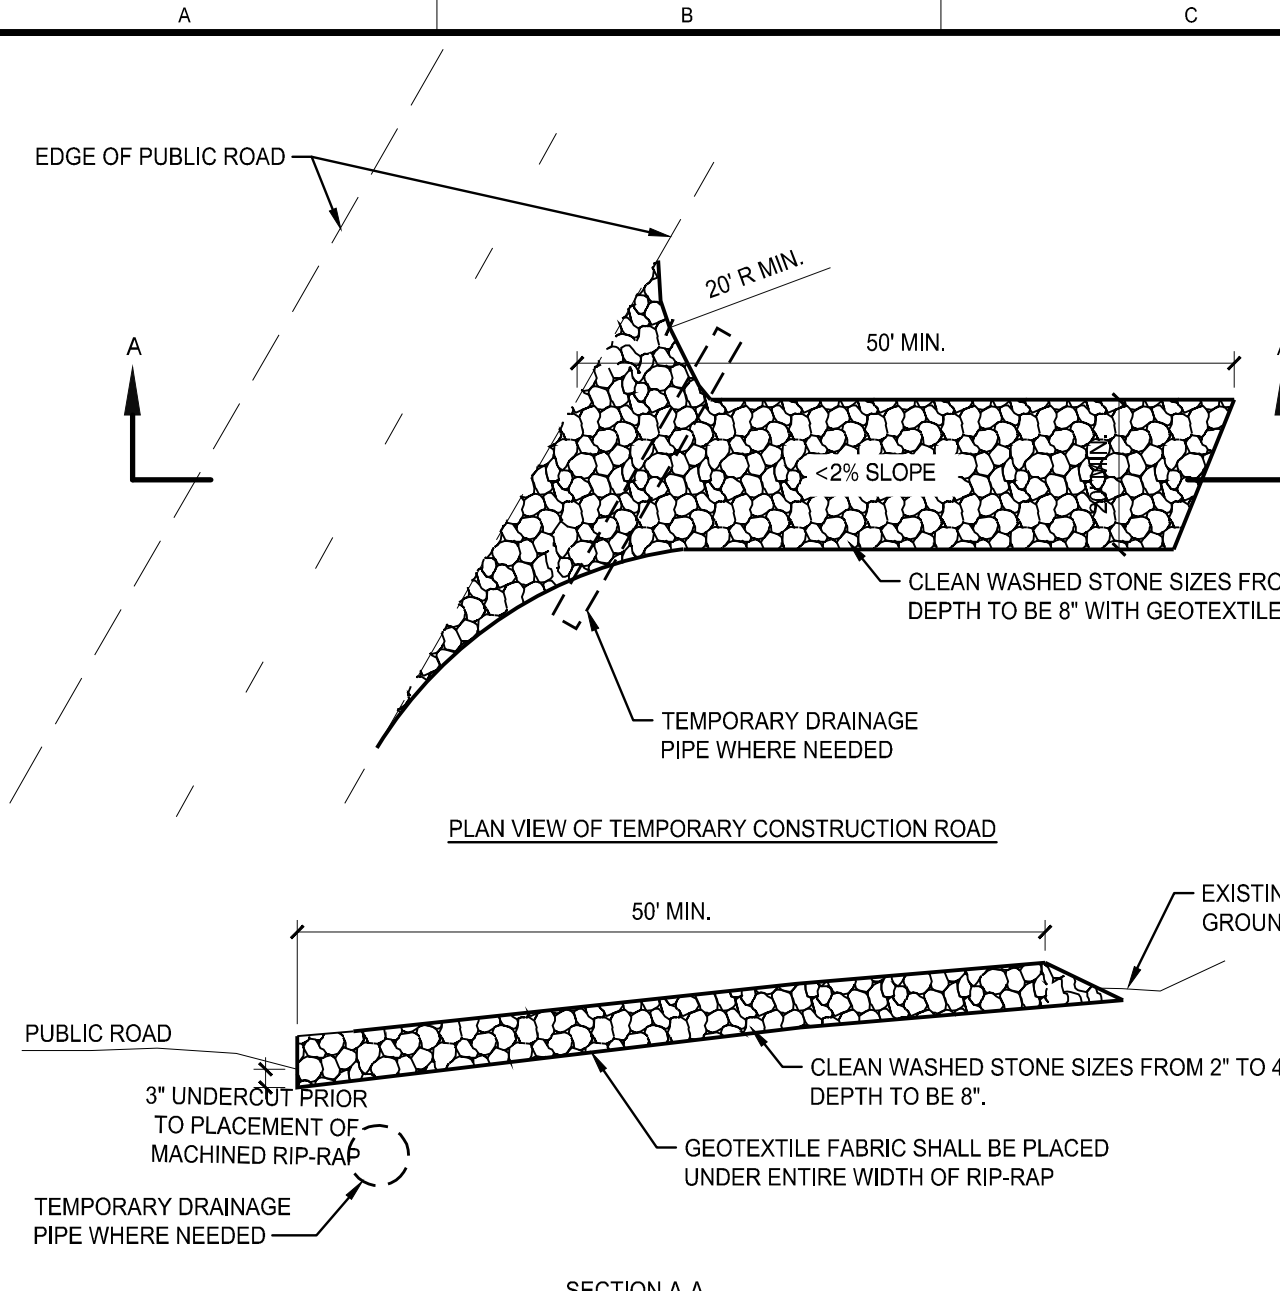 A
B
C
EDGE OF PUBLIC ROAD
20' R MIN.
50' MIN.
A
<2% SLOPE
20' MIN.
CLEAN WASHED STONE SIZES
DEPTH TO BE 8" WITH GEOTEXTILE
TEMPORARY DRAINAGE
PIPE WHERE NEEDED
PLAN VIEW OF TEMPORARY CONSTRUCTION ROAD
50' MIN.
PUBLIC ROAD
CLEAN WASHED STONE SIZES FROM 2" TO 4
DEPTH TO BE 8".
3" UNDERCUT PRIOR
TO PLACEMENT OF
MACHINED RIP-RAP
GEOTEXTILE FABRIC SHALL BE PLACED
UNDER ENTIRE WIDTH OF RIP-RAP
TEMPORARY DRAINAGE
PIPE WHERE NEEDED
SECTION A-A